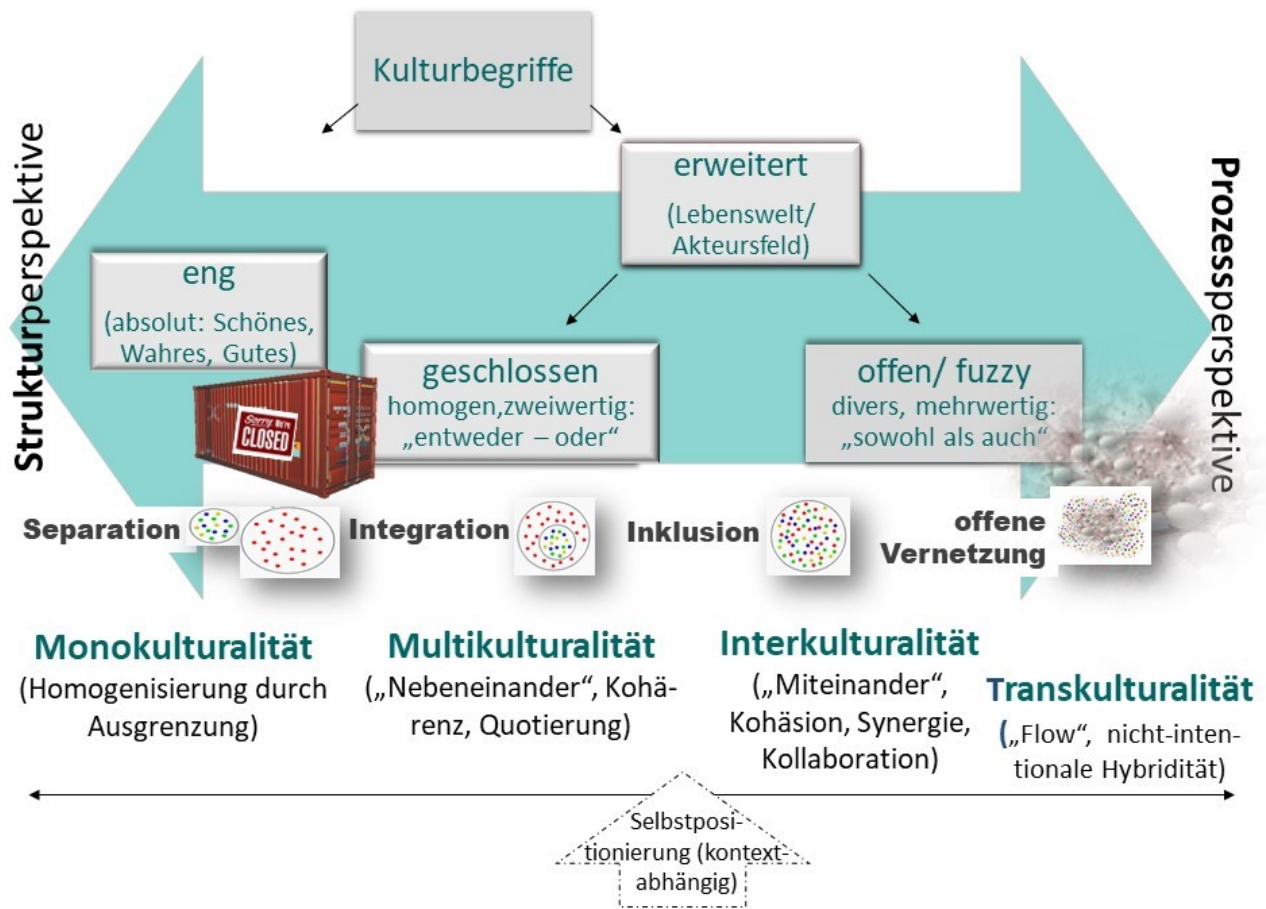 Kulturbegriffe
Strukturperspektive
Prozessperspektive
erweitert
(Lebenswelt/
Akteursfeld)
eng
(absolut: Schönes,
Wahres, Gutes)
geschlossen
homogen,zweiwertig:
„entweder – oder“
offen/ fuzzy
divers, mehrwertig:
„sowohl als auch“
Sorry WE'RE
CLOSED
Separation
Integration
Inklusion
offene
Vernetzung
Monokulturalität
(Homogenisierung durch
Ausgrenzung)
Multikulturalität
(„Nebeneinander“, Kohä-
renz, Quotierung)
Interkulturalität
(„Miteinander“,
Kohäsion, Synergie,
Kollaboration)
Transkulturalität
(„Flow“, nicht-inten-
tionale Hybridität)
Selbstposi-
tionierung (kontext-
abhängig)